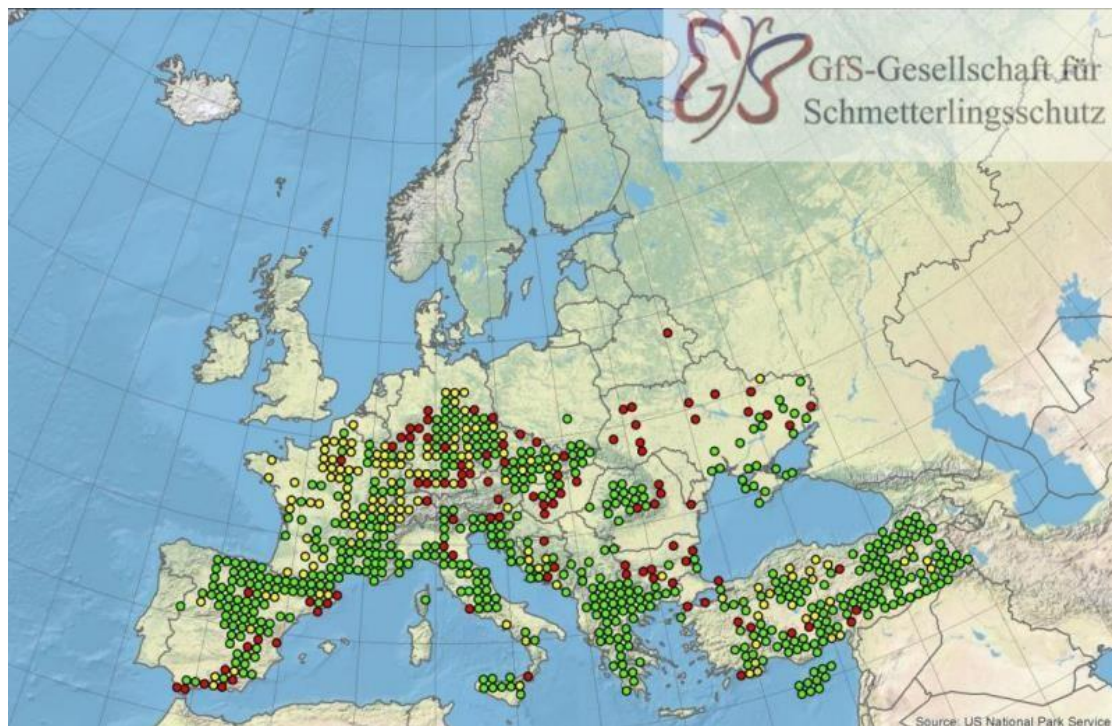 GfS-Gesellschaft für
Schmetterlingsschutz
Source: US National Park Service